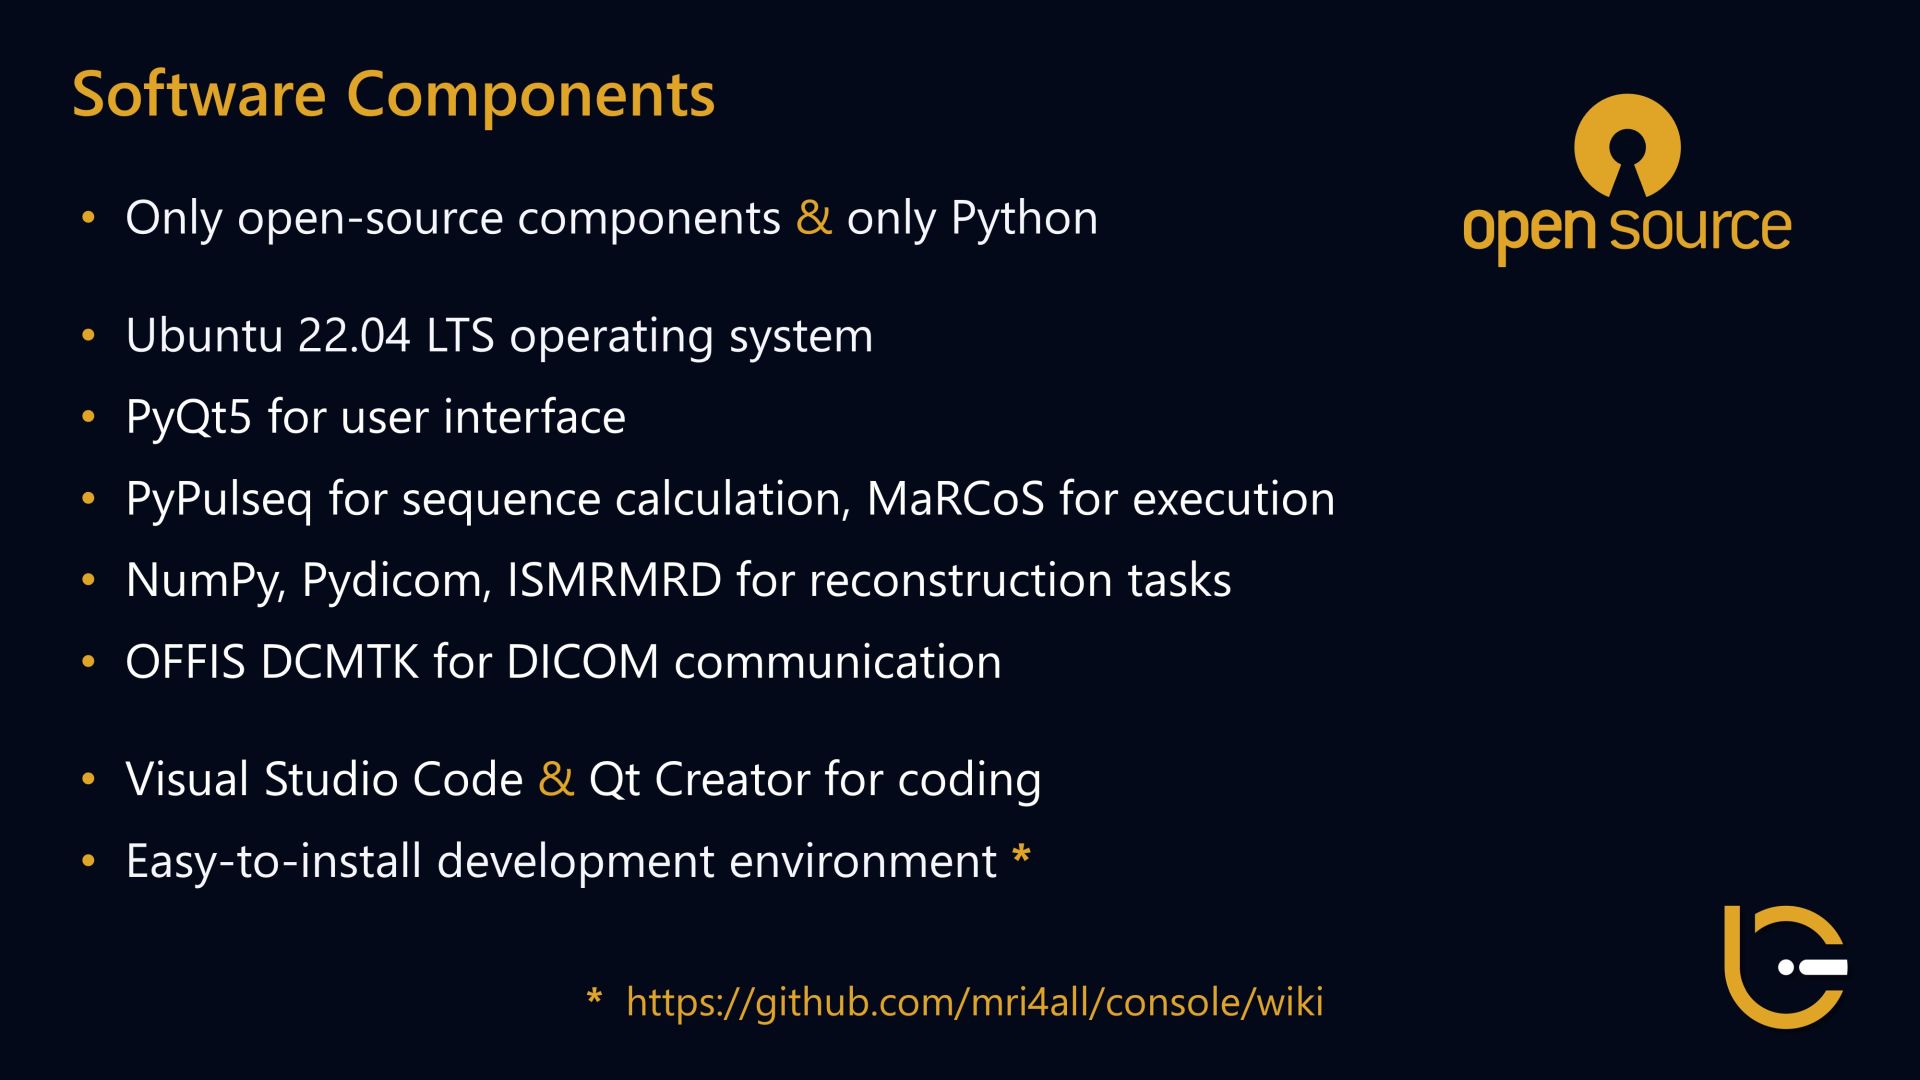 Software Components
open source
• Only open-source components & only Python
• Ubuntu 22.04 LTS operating system
• PyQt5 for user interface
• PyPulseq for sequence calculation, MaRCoS for execution
• NumPy, Pydicom, ISMRMRD for reconstruction tasks
• OFFIS DCMTK for DICOM communication
• Visual Studio Code & Qt Creator for coding
• Easy-to-install development environment *
* https://github.com/mri4all/console/wiki